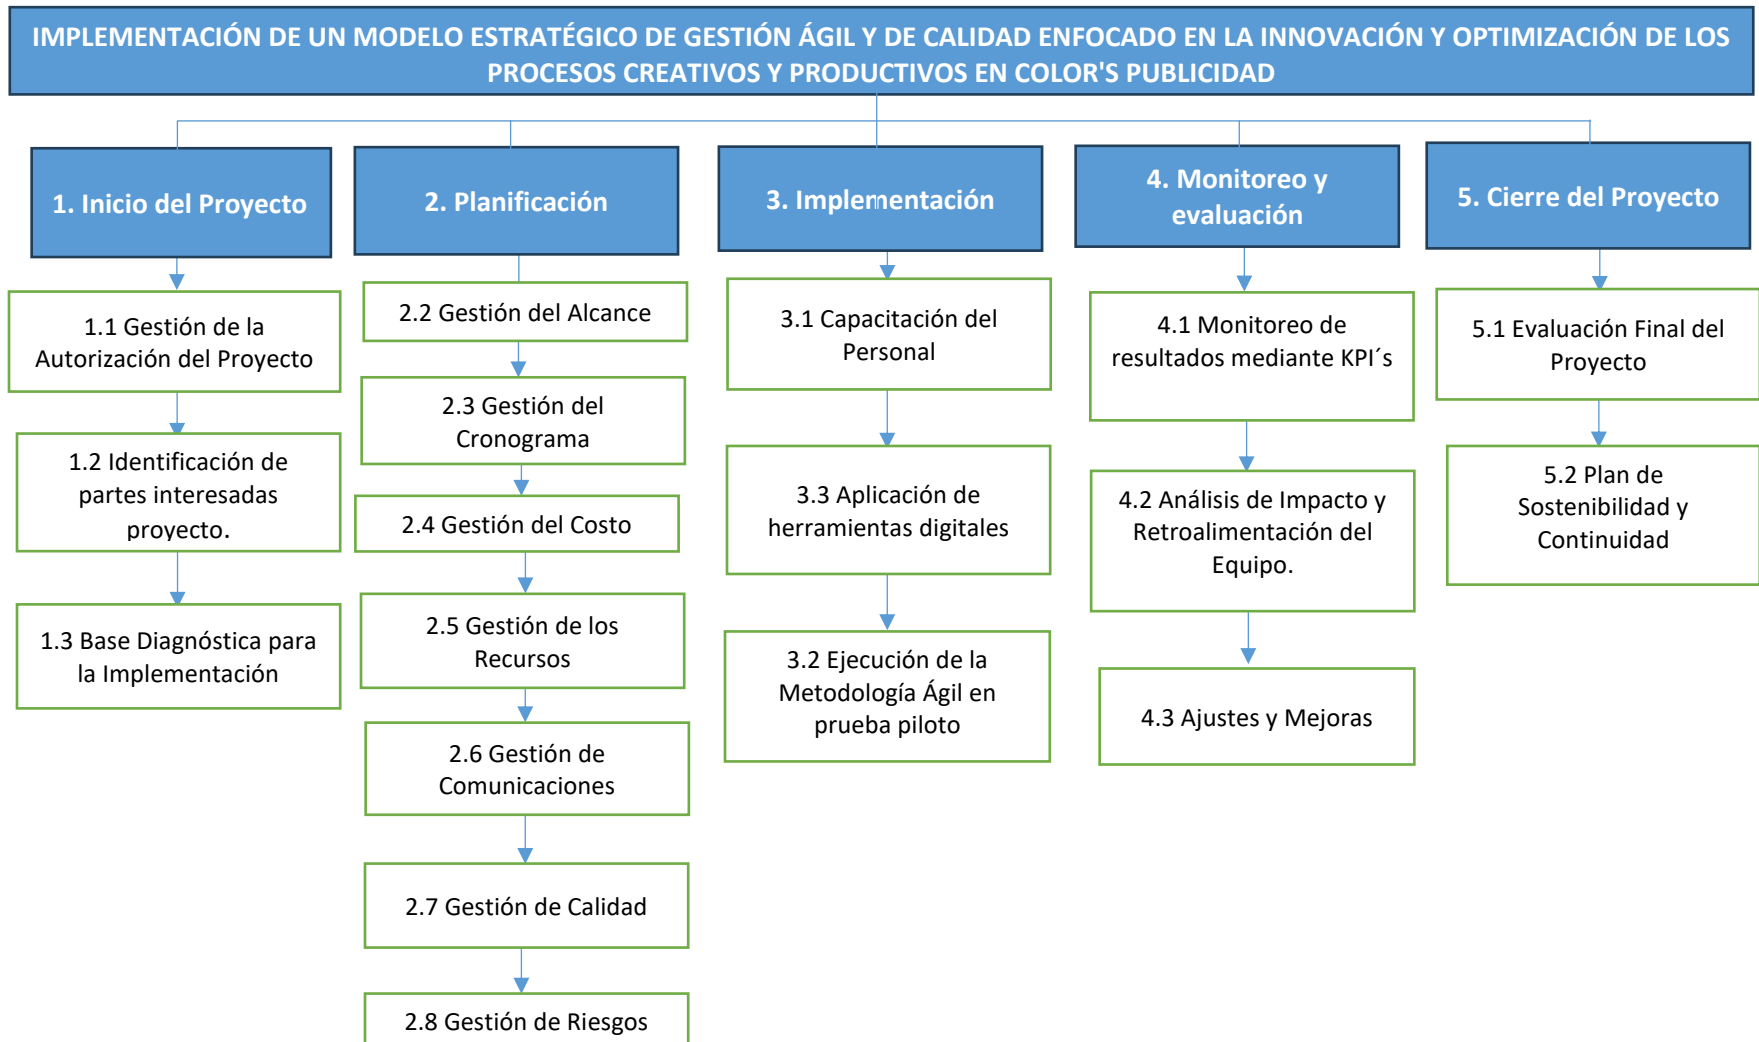 IMPLEMENTACIÓN DE UN MODELO ESTRATÉGICO DE GESTIÓN ÁGIL Y DE CALIDAD ENFOCADO EN LA INNOVACIÓN Y OPTIMIZACIÓN DE LOS
PROCESOS CREATIVOS Y PRODUCTIVOS EN COLOR'S PUBLICIDAD
1. Inicio del Proyecto
1.1 Gestión de la
Autorización del Proyecto
1.2 Identificación de
partes interesadas
proyecto.
1.3 Base Diagnóstica para
la Implementación
2. Planificación
2.2 Gestión del Alcance
2.3 Gestión del
Cronograma
2.4 Gestión del Costo
2.5 Gestión de los
Recursos
2.6 Gestión de
Comunicaciones
2.7 Gestión de Calidad
2.8 Gestión de Riesgos
3. Implementación
3.1 Capacitación del
Personal
3.3 Aplicación de
herramientas digitales
3.2 Ejecución de la
Metodología Ágil en
prueba piloto
4. Monitoreo y
evaluación
4.1 Monitoreo de
resultados mediante KPI´s
4.2 Análisis de Impacto y
Retroalimentación del
Equipo.
4.3 Ajustes y Mejoras
5. Cierre del Proyecto
5.1 Evaluación Final del
Proyecto
5.2 Plan de
Sostenibilidad y
Continuidad